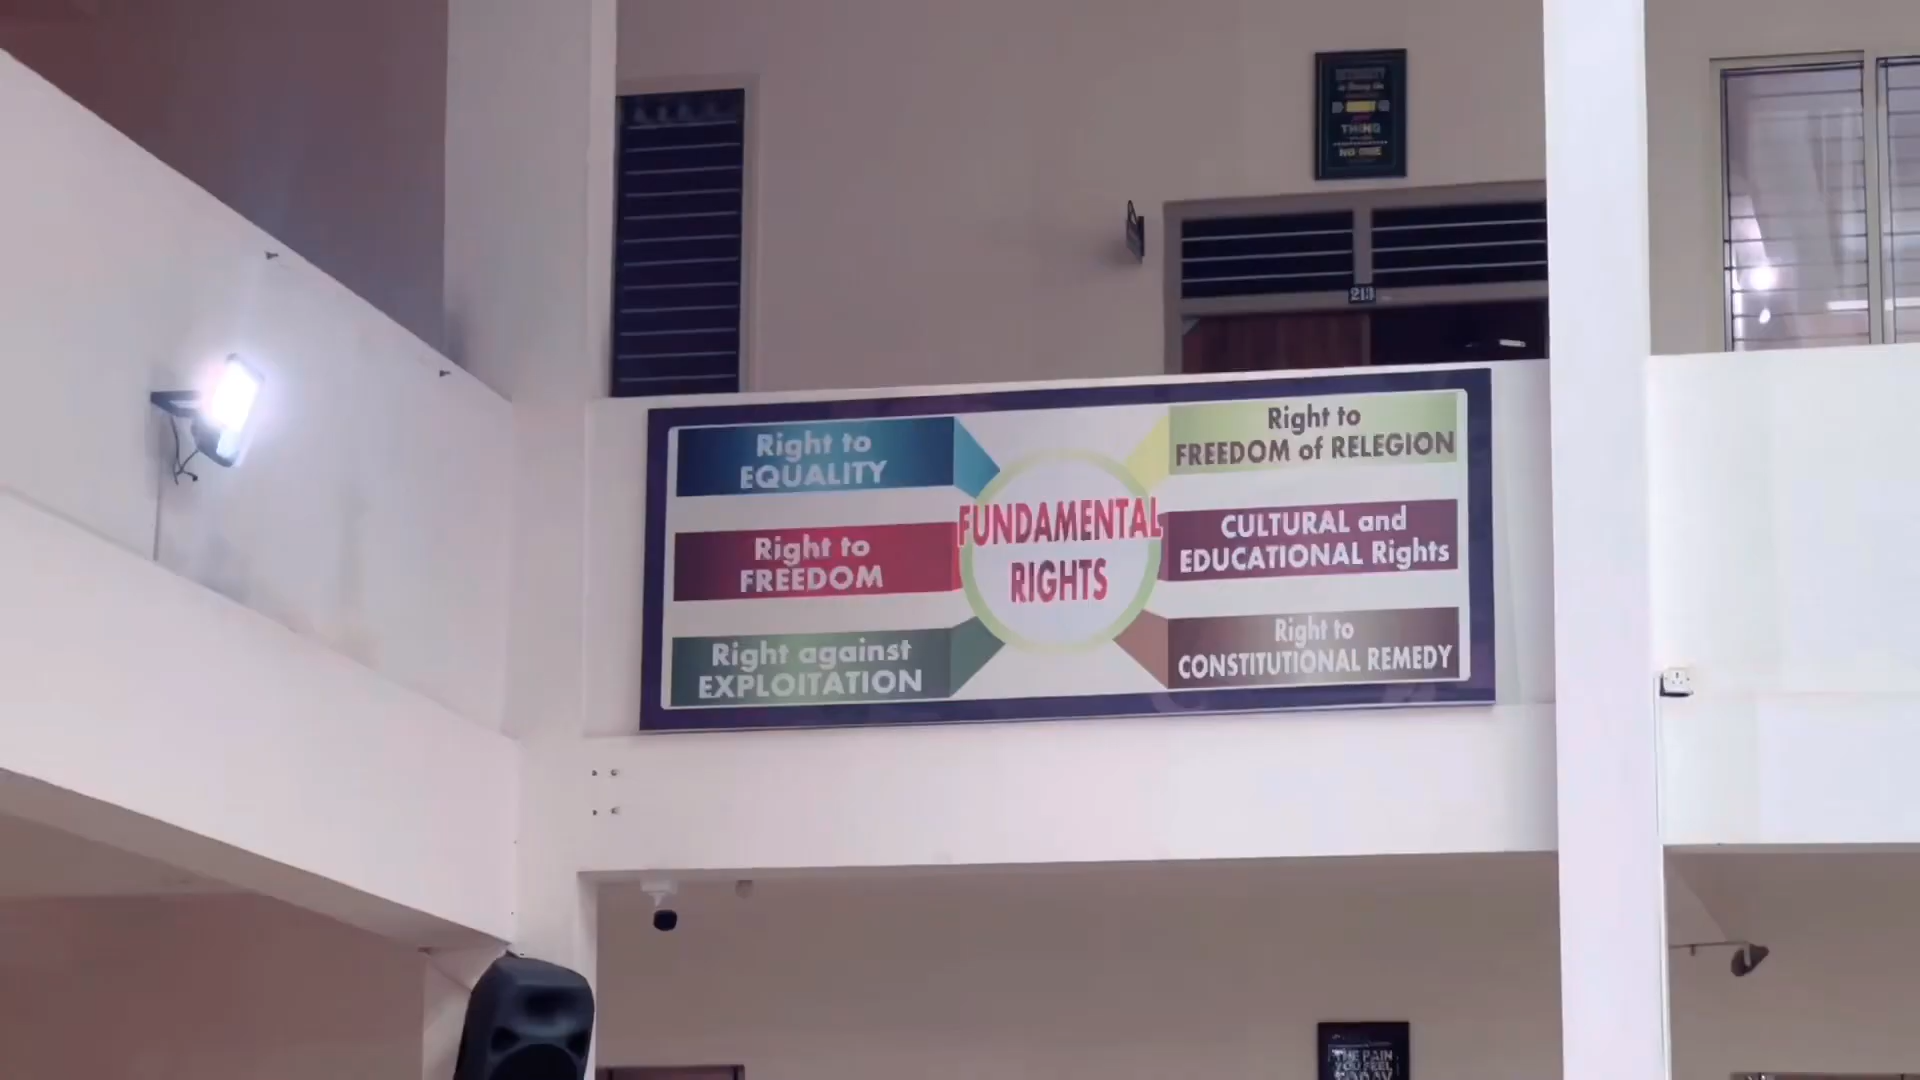 THING
NO ONE
213
Right to
EQUALITY
Right to
FREEDOM
Right against
EXPLOITATION
FUNDAMENTAL
RIGHTS
Right to
FREEDOM of RELEGION
CULTURAL and
EDUCATIONAL Rights
Right to
CONSTITUTIONAL REMEDY
THE PAIN
YOU FEEL
TODAY